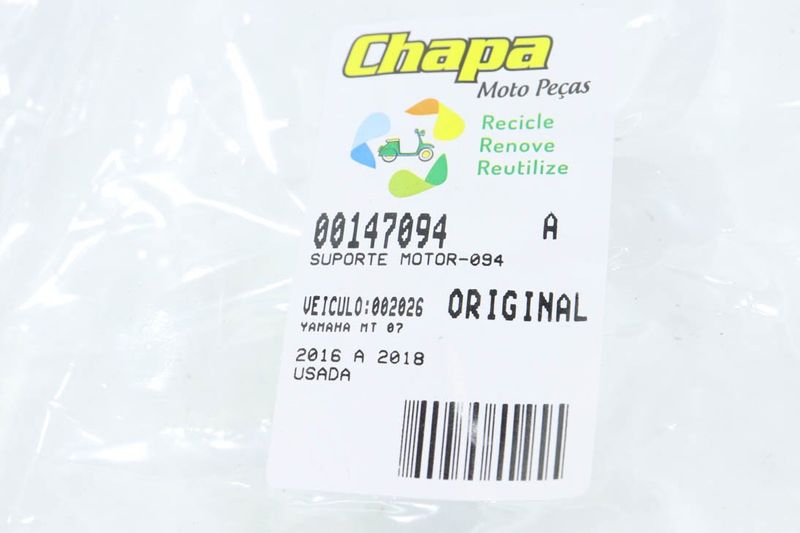 Chapa
Moto Peças
Recicle
Renove
Reutilize
00147094 A
SUPORTE MOTOR-094
VEICULO:002026 ORIGINAL
YAMAHA MT 07
2016 A 2018
USADA